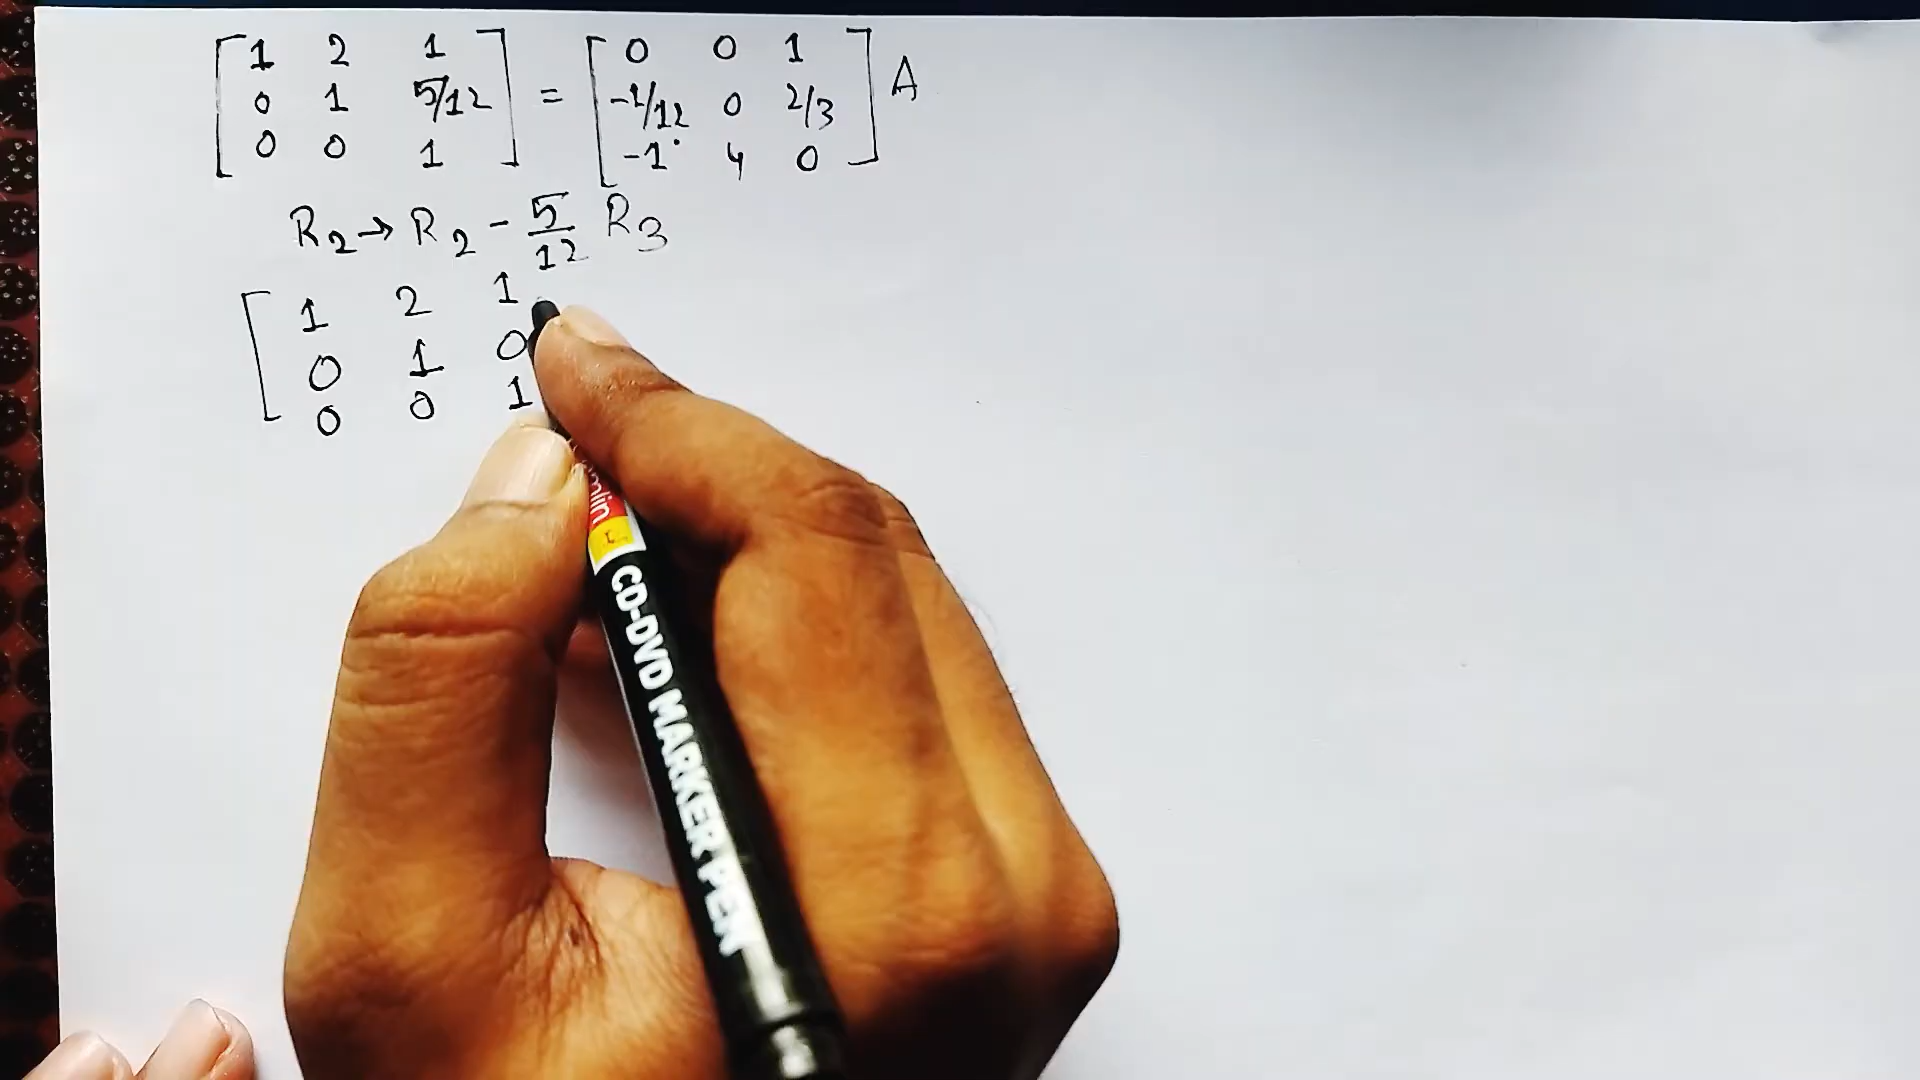 1 2 1 0 0 1
0 1 5/12 = -1/12 0 2/3 A
0 0 1 -1 4 0
R2 → R2 - 5/12 R3
1 2 1
0 1 0
0 0 1
CD-DVD MARKER PEN